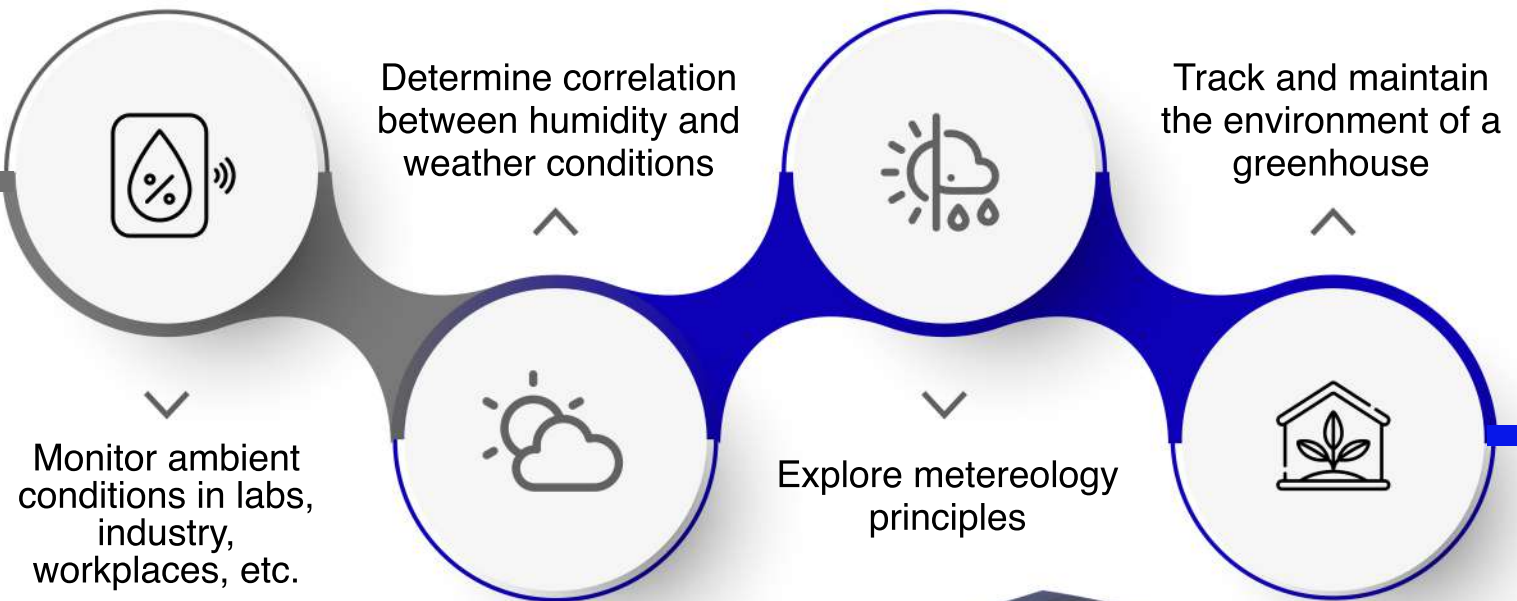 Monitor ambient
conditions in labs,
industry,
workplaces, etc.
Determine correlation
between humidity and
weather conditions
Explore metereology
principles
Track and maintain
the environment of a
greenhouse